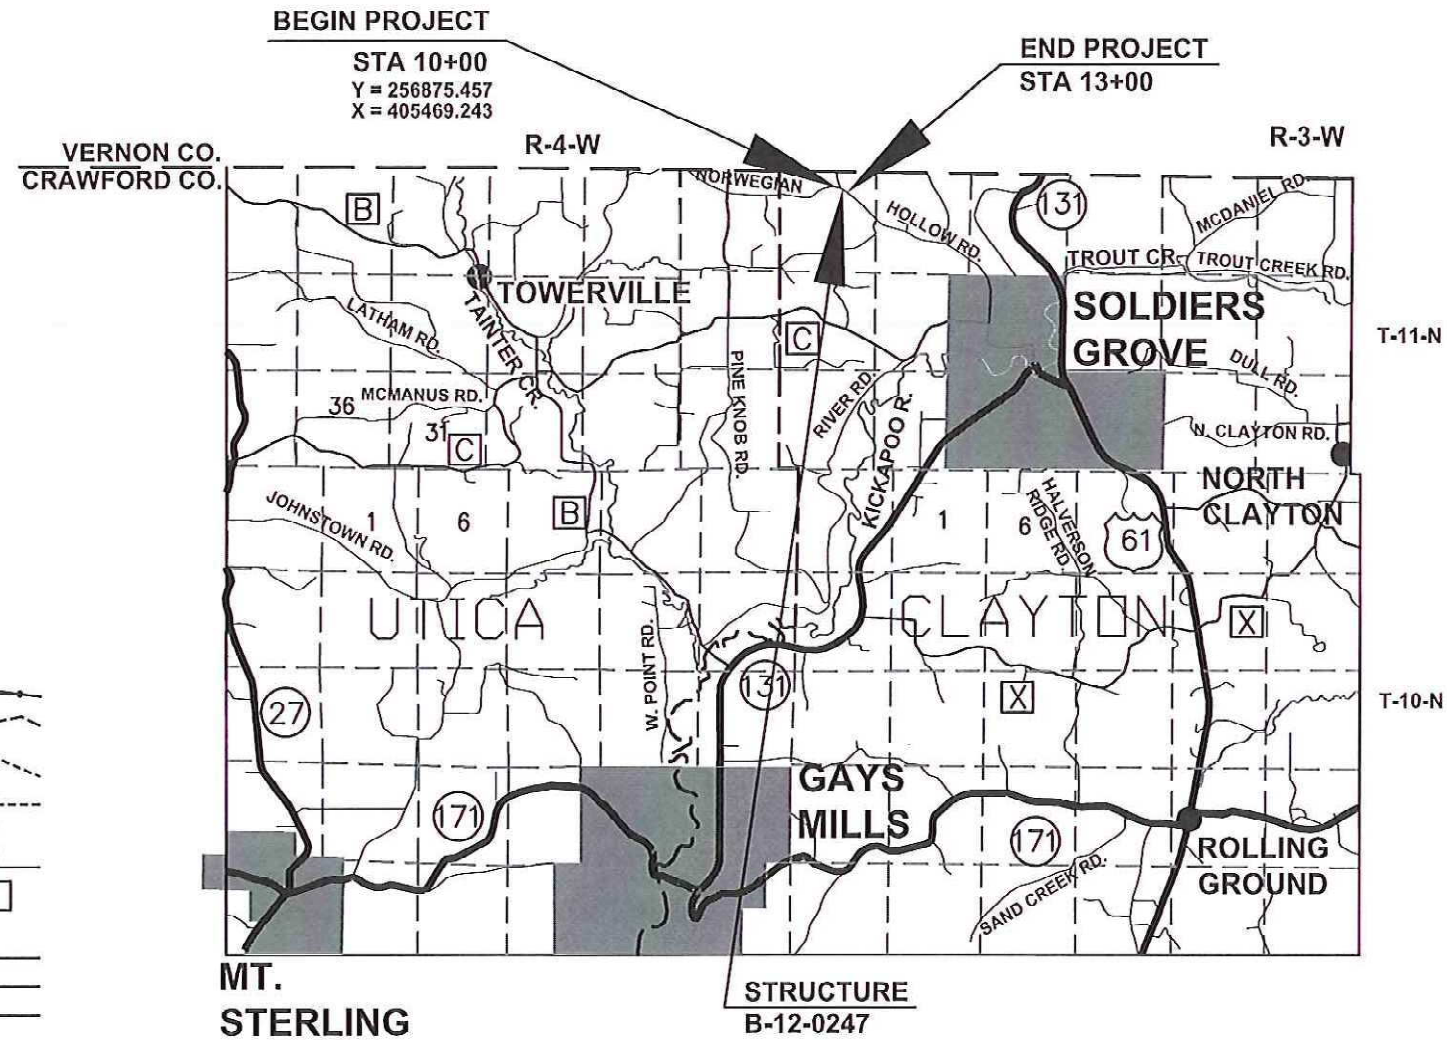 BEGIN PROJECT
STA 10+00
Y = 256875.457
X = 405469.243
END PROJECT
STA 13+00
R-4-W
R-3-W
VERNON CO.
CRAWFORD CO.
NORWEGIAN
HOLLOW RD.
B
131
MCDANIEL RD.
TROUT CR.
TROUT CREEK RD.
TOWERVILLE
TAINTER CR.
LATHAM RD.
SOLDIERS
GROVE
C
T-11-N
PINE KNOB RD.
RIVER RD.
KICKAPOO R.
DULL RD.
36
MCMANUS RD.
31
C
N. CLAYTON RD.
NORTH
CLAYTON
JOHNSTOWN RD.
1
6
B
1
6
HALVERSON
RIDGE RD.
61
UTICA
CLAYTON
X
W. POINT RD.
131
X
27
T-10-N
GAYS
MILLS
171
171
ROLLING
GROUND
SAND CREEK RD.
MT.
STERLING
STRUCTURE
B-12-0247